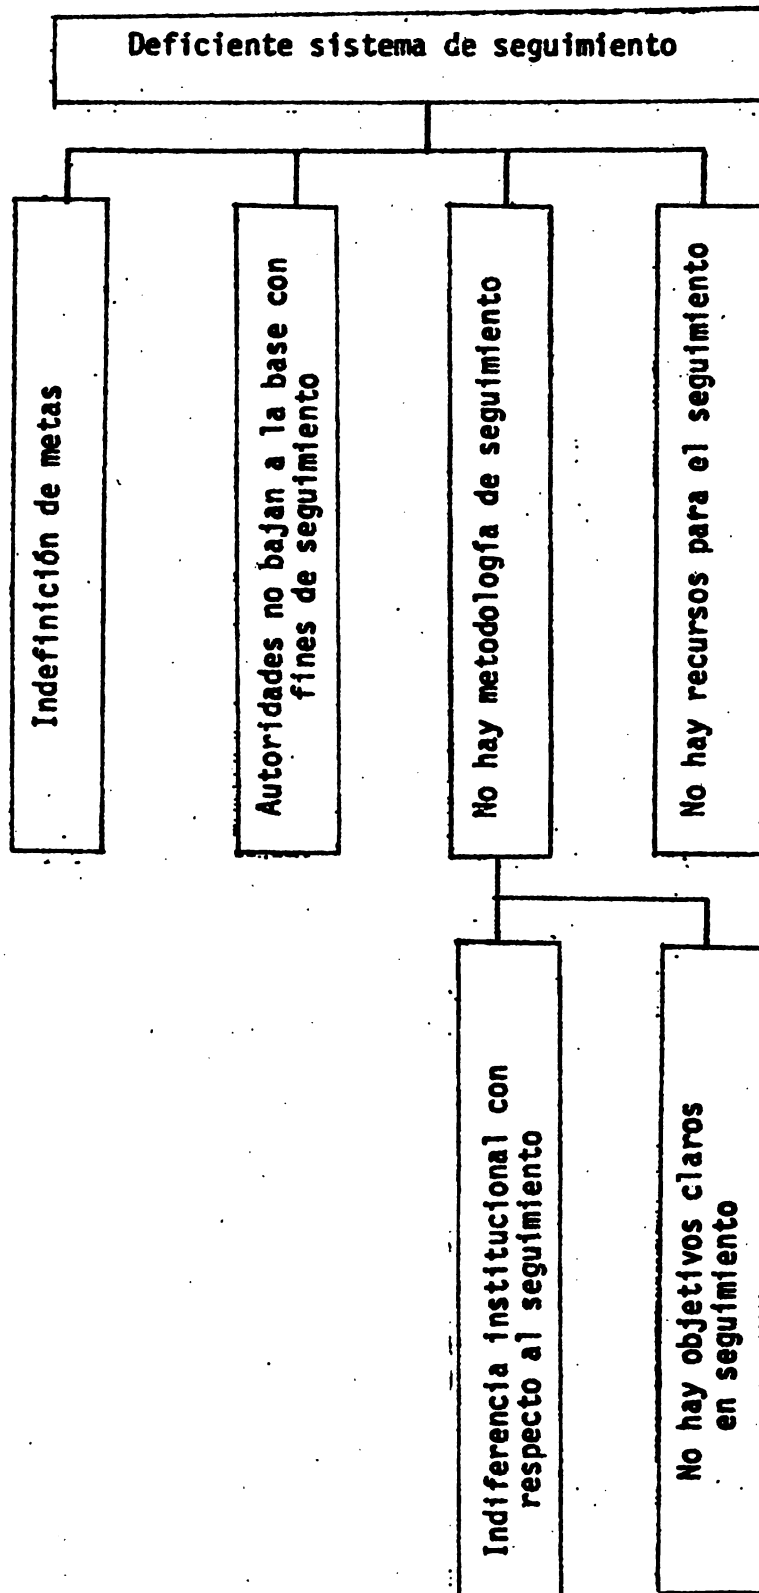 Deficiente sistema de seguimiento
Indefinición de metas
Autoridades no bajan a la base con
fines de seguimiento
No hay metodología de seguimiento
No hay recursos para el seguimiento
Indiferencia institucional con
respecto al seguimiento
No hay objetivos claros
en seguimiento